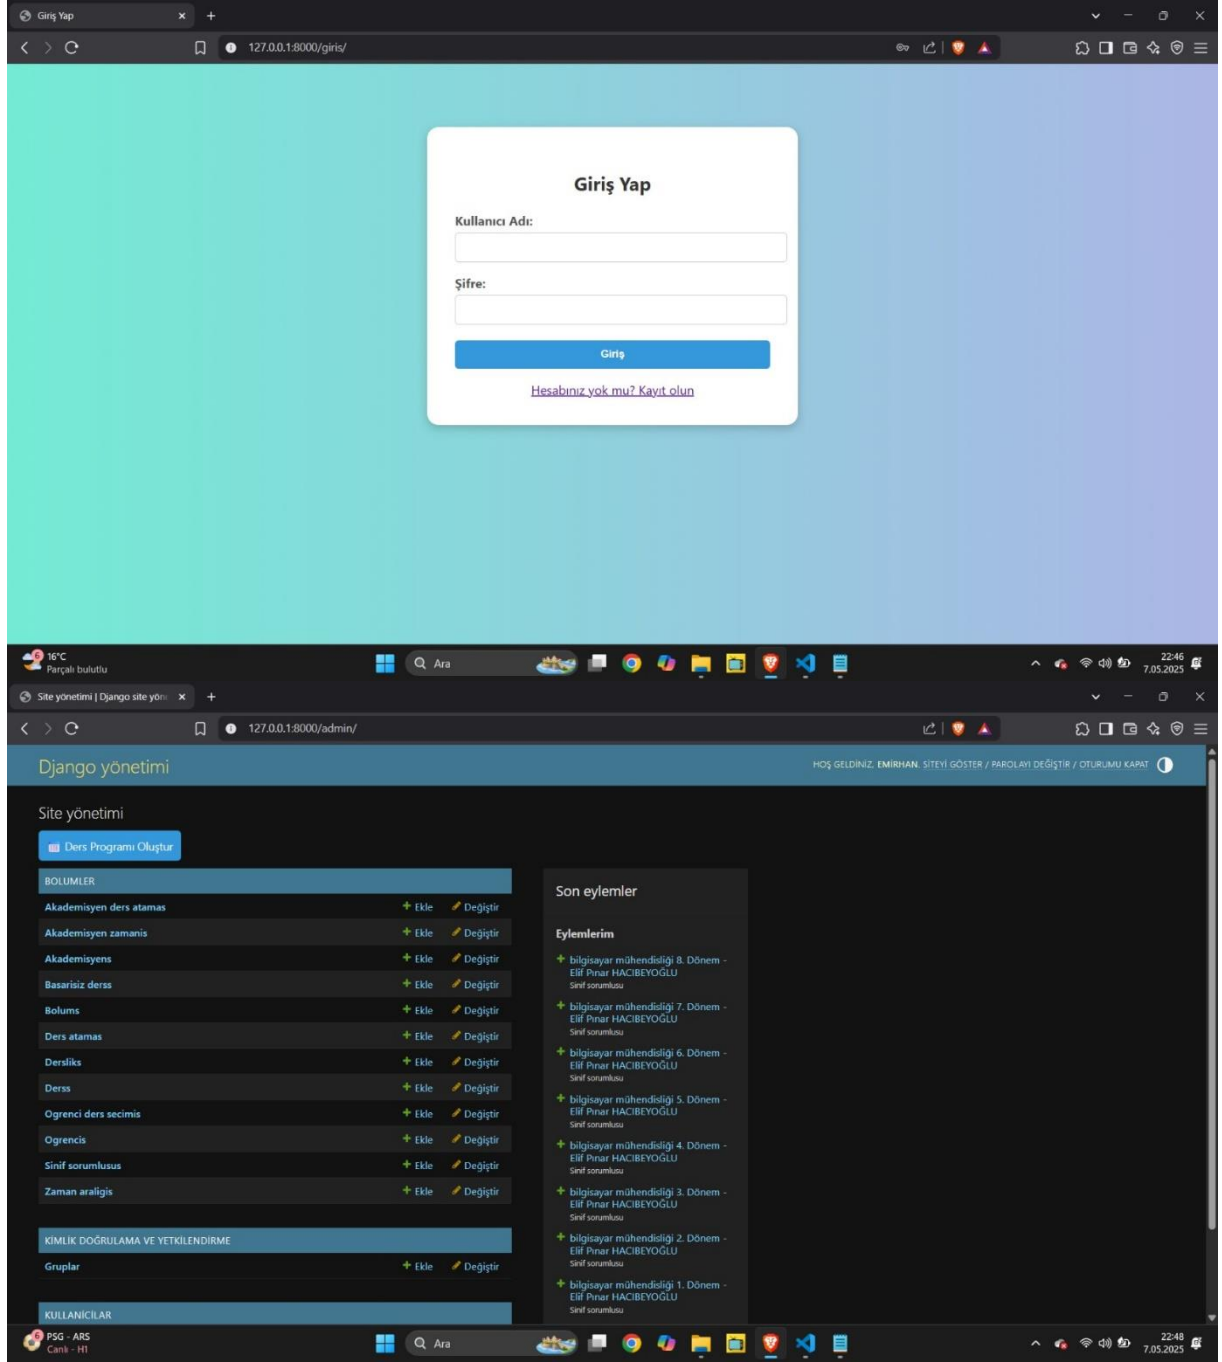 Giriş Yap
127.0.0.1:8000/giris/
Giriş Yap
Kullanıcı Adı:
Şifre:
Giriş
Hesabınız yok mu? Kayıt olun
6
16°C
Parçalı bulutlu
Ara
22:46
7.05.2025
Site yönetimi | Django site yön
127.0.0.1:8000/admin/
Django yönetimi
HOŞ GELDİNİZ, EMİRHAN. SİTEYİ GÖSTER / PAROLAYI DEĞİŞTİR / OTURUMU KAPAT
Site yönetimi
Ders Programı Oluştur
BOLUMLER
Akademisyen ders atamas + Ekle Değiştir
Akademisyen zamanis + Ekle Değiştir
Akademisyens + Ekle Değiştir
Basarisiz derss + Ekle Değiştir
Bolums + Ekle Değiştir
Ders atamas + Ekle Değiştir
Dersliks + Ekle Değiştir
Derss + Ekle Değiştir
Ogrenci ders secimis + Ekle Değiştir
Ogrencis + Ekle Değiştir
Sinif sorumlusus + Ekle Değiştir
Zaman araligis + Ekle Değiştir
KİMLİK DOĞRULAMA VE YETKİLENDİRME
Gruplar + Ekle Değiştir
KULLANICILAR
Son eylemler
Eylemlerim
+ bilgisayar mühendisliği 8. Dönem -
Elif Pınar HACIBEYOĞLU
Sinif sorumlusu
+ bilgisayar mühendisliği 7. Dönem -
Elif Pınar HACIBEYOĞLU
Sinif sorumlusu
+ bilgisayar mühendisliği 6. Dönem -
Elif Pınar HACIBEYOĞLU
Sinif sorumlusu
+ bilgisayar mühendisliği 5. Dönem -
Elif Pınar HACIBEYOĞLU
Sinif sorumlusu
+ bilgisayar mühendisliği 4. Dönem -
Elif Pınar HACIBEYOĞLU
Sinif sorumlusu
+ bilgisayar mühendisliği 3. Dönem -
Elif Pınar HACIBEYOĞLU
Sinif sorumlusu
+ bilgisayar mühendisliği 2. Dönem -
Elif Pınar HACIBEYOĞLU
Sinif sorumlusu
+ bilgisayar mühendisliği 1. Dönem -
Elif Pınar HACIBEYOĞLU
Sinif sorumlusu
6
PSG - ARS
Canlı - H1
Ara
22:48
7.05.2025